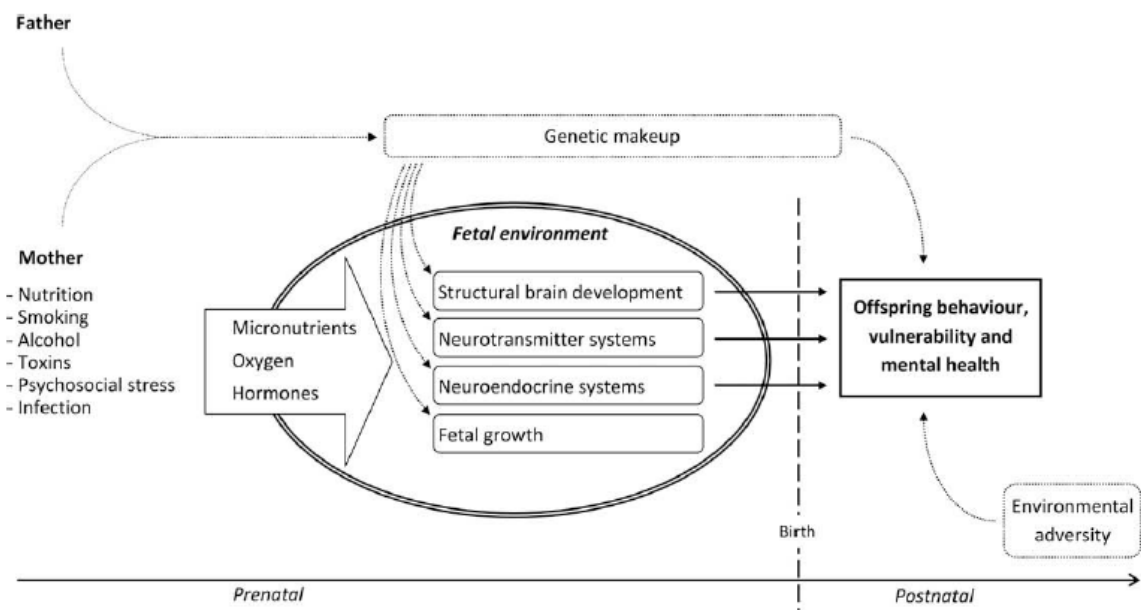 Father
Genetic makeup
Mother
- Nutrition
- Smoking
- Alcohol
- Toxins
- Psychosocial stress
- Infection
Micronutrients
Oxygen
Hormones
Fetal environment
Structural brain development
Neurotransmitter systems
Neuroendocrine systems
Fetal growth
Offspring behaviour,
vulnerability and
mental health
Environmental
adversity
Birth
Prenatal
Postnatal